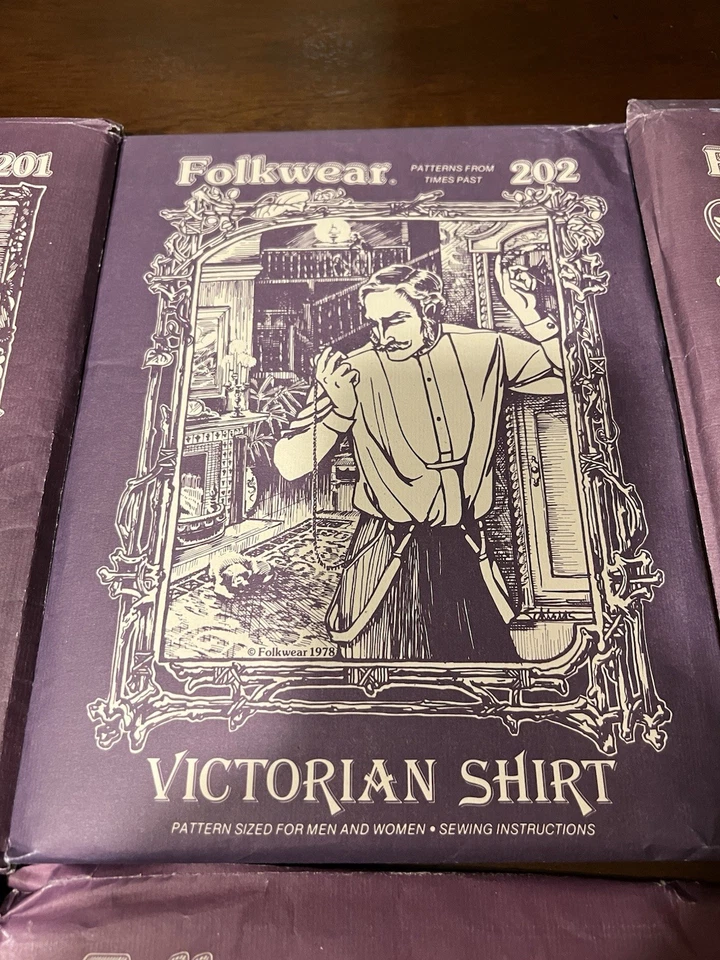 201
Folkwear®
PATTERNS FROM
TIMES PAST
202
© Folkwear 1978
VICTORIAN SHIRT
PATTERN SIZED FOR MEN AND WOMEN • SEWING INSTRUCTIONS